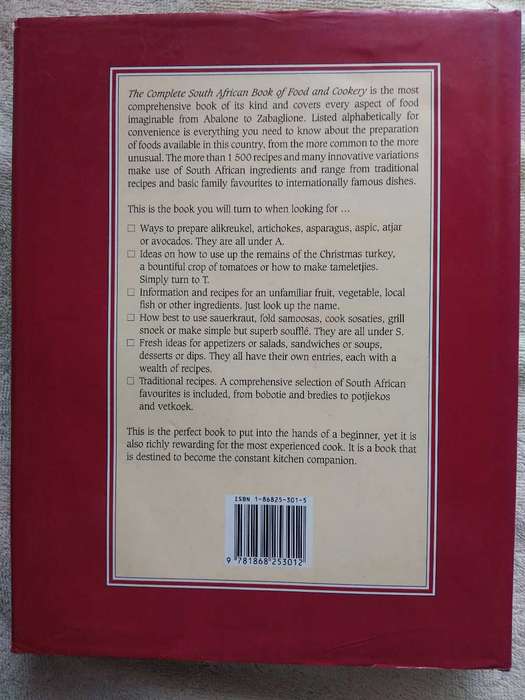 The Complete South African Book of Food and Cookery is the most
comprehensive book of its kind and covers every aspect of food
imaginable from Abalone to Zabaglione. Listed alphabetically for
convenience is everything you need to know about the preparation
of foods available in this country, from the more common to the more
unusual. The more than 1 500 recipes and many innovative variations
make use of South African ingredients and range from traditional
recipes and basic family favourites to internationally famous dishes.
This is the book you will turn to when looking for ...
□ Ways to prepare alikreukel, artichokes, asparagus, aspic, atjar
or avocados. They are all under A.
□ Ideas on how to use up the remains of the Christmas turkey,
a bountiful crop of tomatoes or how to make tameletjies.
Simply turn to T.
□ Information and recipes for an unfamiliar fruit, vegetable, local
fish or other ingredients. Just look up the name.
□ How best to use sauerkraut, fold samoosas, cook sosaties, grill
snoek or make simple but superb soufflé. They are all under S.
□ Fresh ideas for appetizers or salads, sandwiches or soups,
desserts or dips. They all have their own entries, each with a
wealth of recipes.
□ Traditional recipes. A comprehensive selection of South African
favourites is included, from bobotie and bredies to potjiekos
and vetkoek.
This is the perfect book to put into the hands of a beginner, yet it is
also richly rewarding for the most experienced cook. It is a book that
is destined to become the constant kitchen companion.
ISBN 1-86825-301-5
9 781868 253012